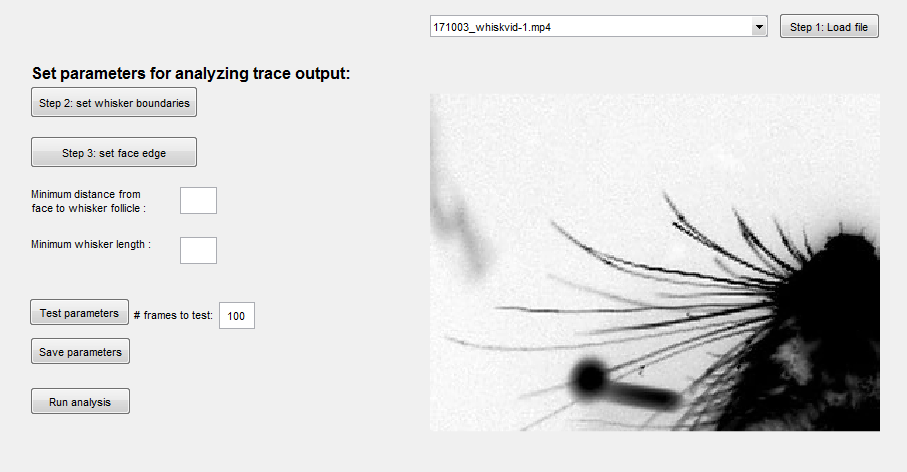 171003_whiskvid-1.mp4
Step 1: Load file
Set parameters for analyzing trace output:
Step 2: set whisker boundaries
Step 3: set face edge
Minimum distance from
face to whisker follicle :
Minimum whisker length :
Test parameters
# frames to test:
100
Save parameters
Run analysis